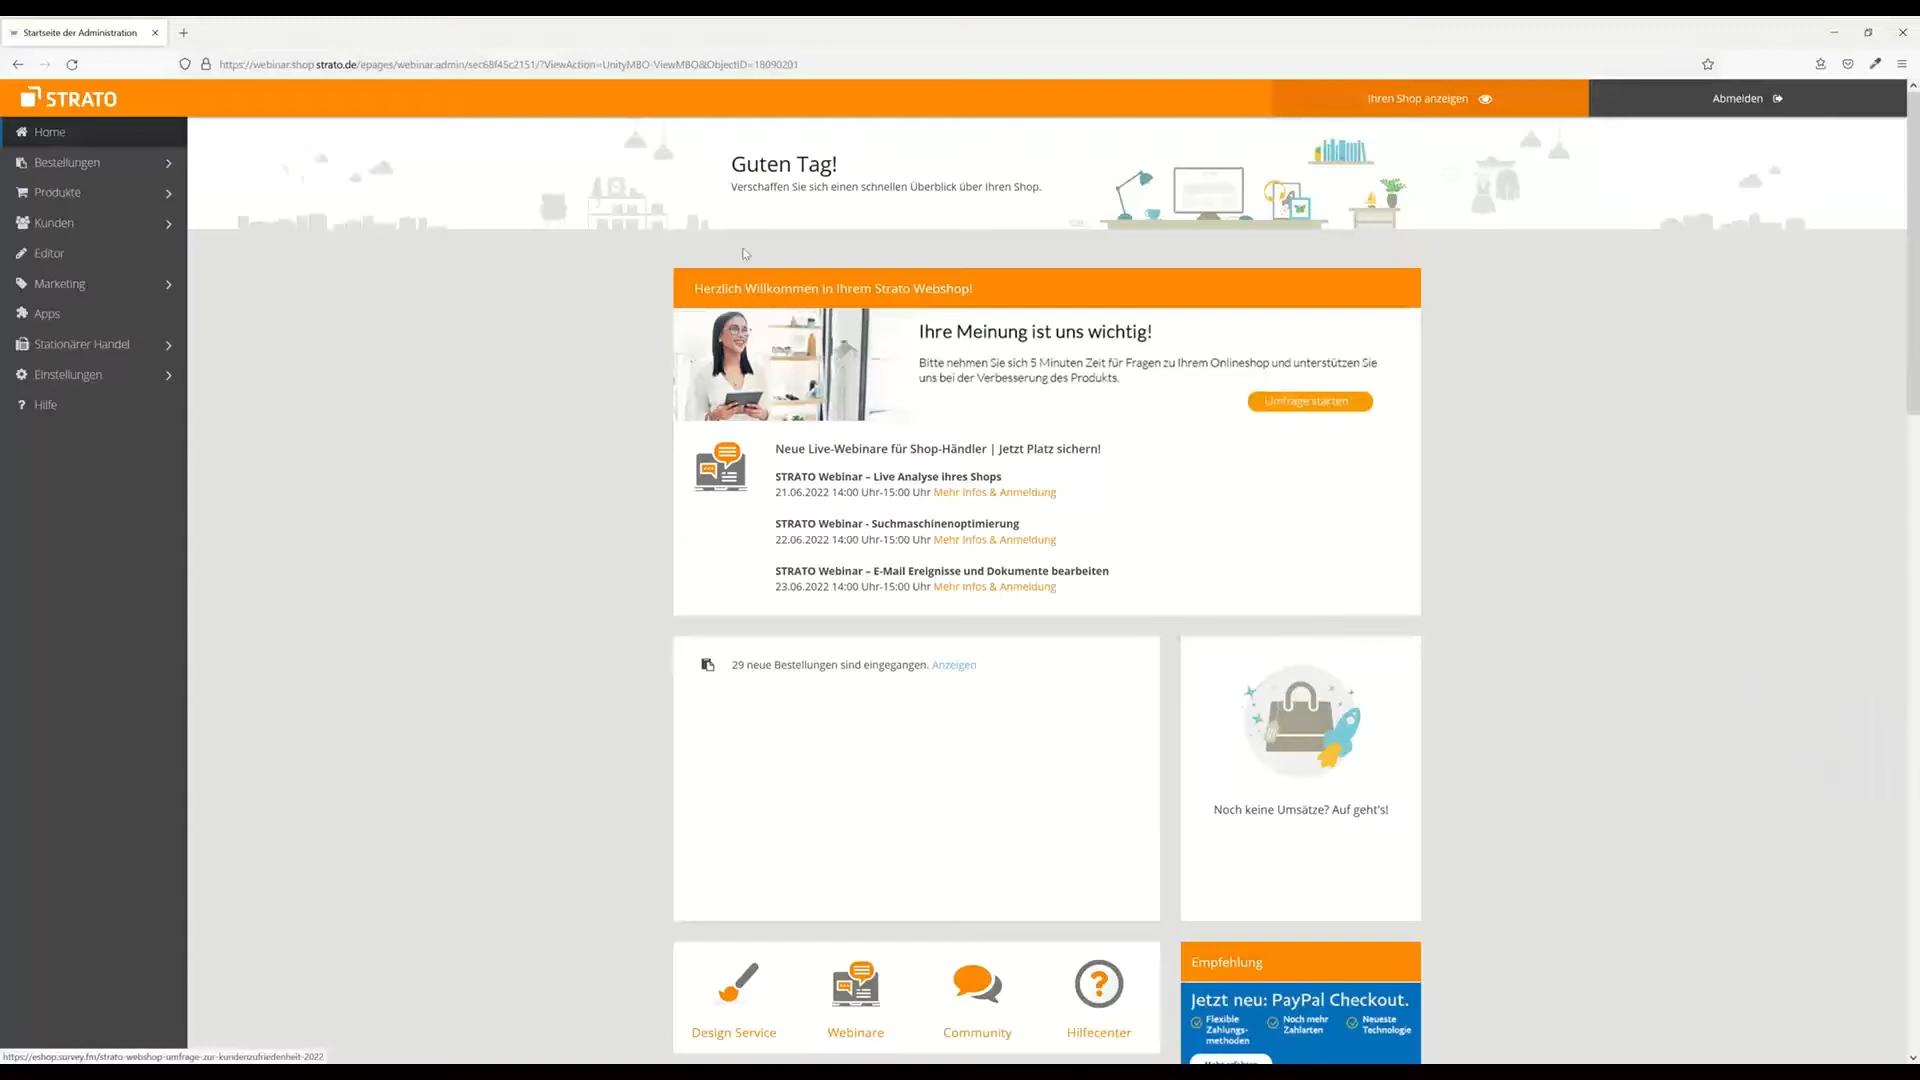 Startseite der Administration
https://webinar.shop.strato.de/epages/webinar.admin/sec68f45c2151/?ViewAction=UnityMBO-ViewMBO&ObjectID=18090201
STRATO
Ihren Shop anzeigen
Abmelden
Home
Bestellungen
Produkte
Kunden
Editor
Marketing
Apps
Stationärer Handel
Einstellungen
Hilfe
Guten Tag!
Verschaffen Sie sich einen schnellen Überblick über Ihren Shop.
Herzlich Willkommen in Ihrem Strato Webshop!
Ihre Meinung ist uns wichtig!
Bitte nehmen Sie sich 5 Minuten Zeit für Fragen zu Ihrem Onlineshop und unterstützen Sie
uns bei der Verbesserung des Produkts.
Umfrage starten
Neue Live-Webinare für Shop-Händler | Jetzt Platz sichern!
STRATO Webinar – Live Analyse ihres Shops
21.06.2022 14:00 Uhr-15:00 Uhr Mehr Infos & Anmeldung
STRATO Webinar - Suchmaschinenoptimierung
22.06.2022 14:00 Uhr-15:00 Uhr Mehr Infos & Anmeldung
STRATO Webinar – E-Mail Ereignisse und Dokumente bearbeiten
23.06.2022 14:00 Uhr-15:00 Uhr Mehr Infos & Anmeldung
29 neue Bestellungen sind eingegangen. Anzeigen
Noch keine Umsätze? Auf geht's!
Design Service
Webinare
Community
Hilfecenter
Empfehlung
Jetzt neu: PayPal Checkout.
Flexible
Zahlungs-
methoden
Noch mehr
Zahlarten
Neueste
Technologie
https://eshop.survey.fm/strato-webshop-umfrage-zur-kundenzufriedenheit-2022